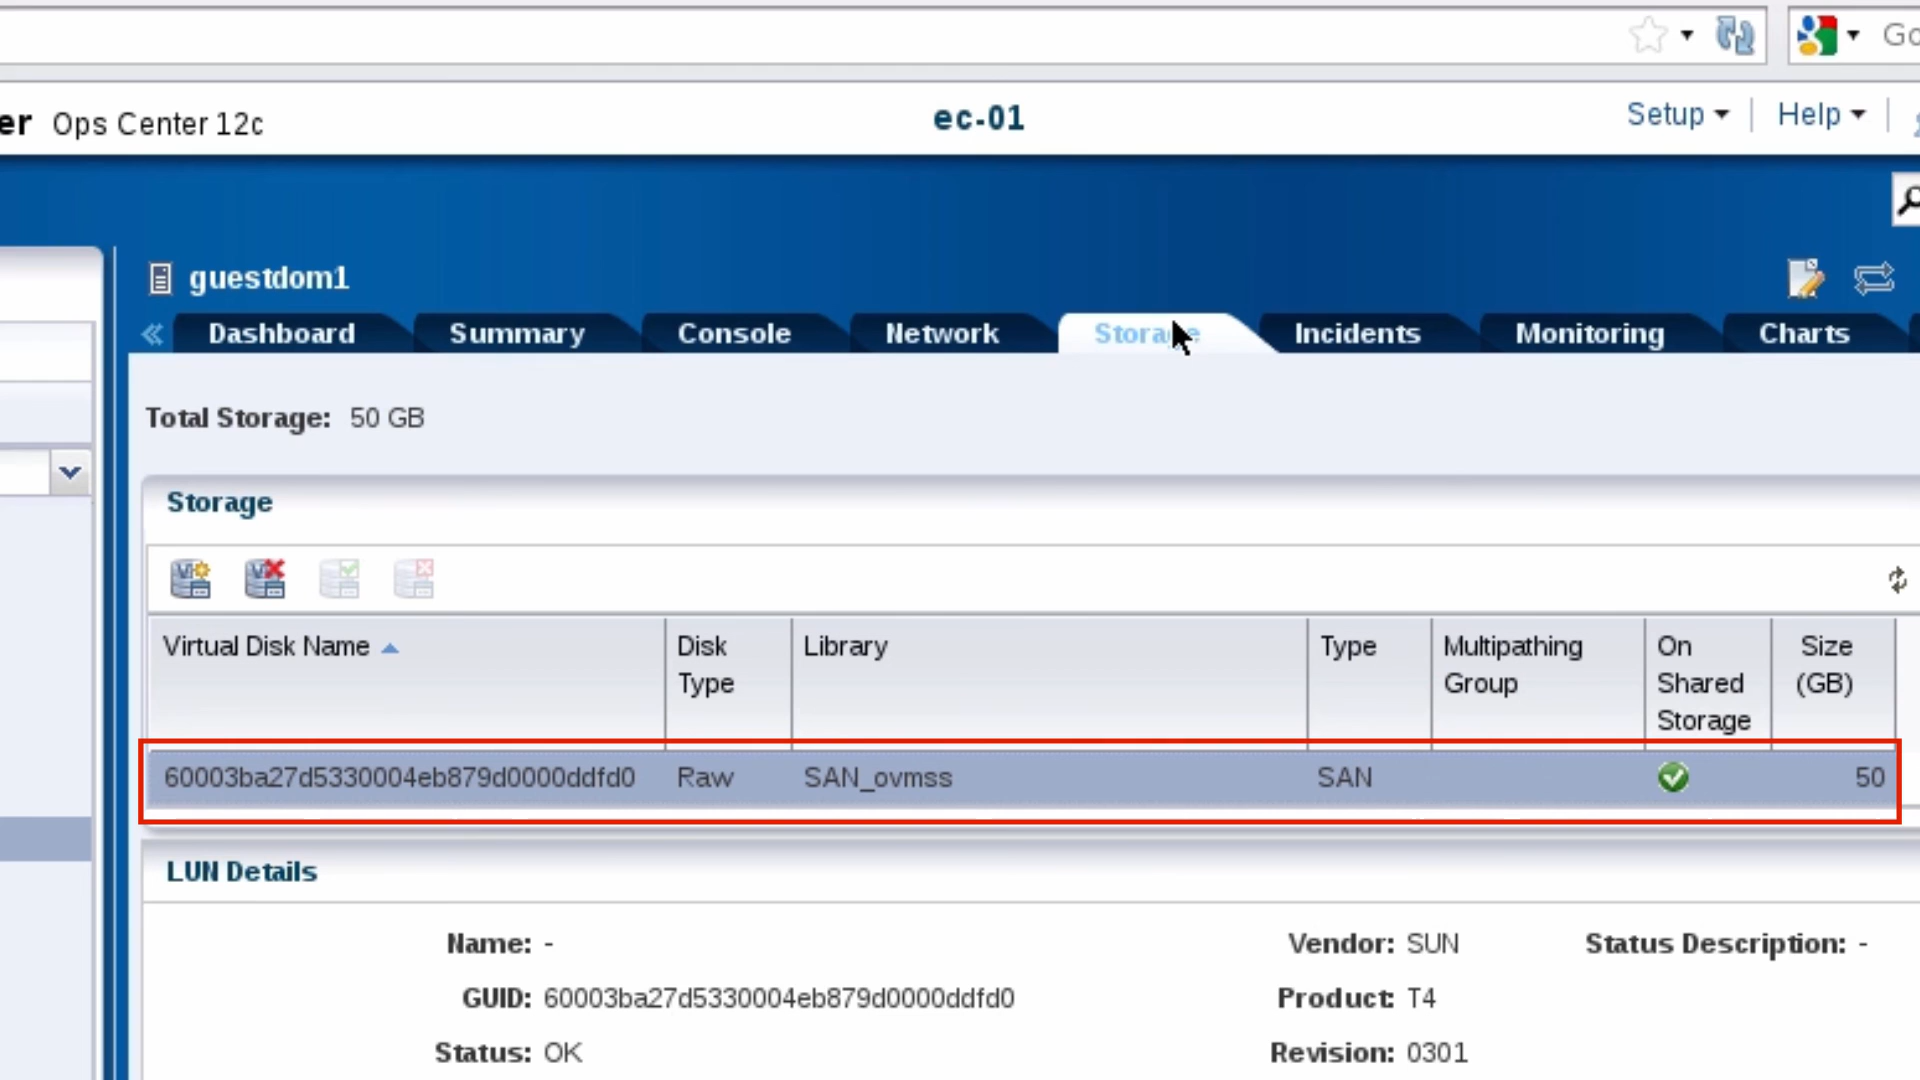 Go
er Ops Center 12c
ec-01
Setup
Help
guestdom1
Dashboard
Summary
Console
Network
Storage
Incidents
Monitoring
Charts
Total Storage: 50 GB
Storage
Virtual Disk Name
Disk Type
Library
Type
Multipathing Group
On Shared Storage
Size (GB)
60003ba27d5330004eb879d0000ddfd0 Raw SAN_ovmss SAN 50
LUN Details
Name: - Vendor: SUN Status Description: -
GUID: 60003ba27d5330004eb879d0000ddfd0 Product: T4
Status: OK Revision: 0301